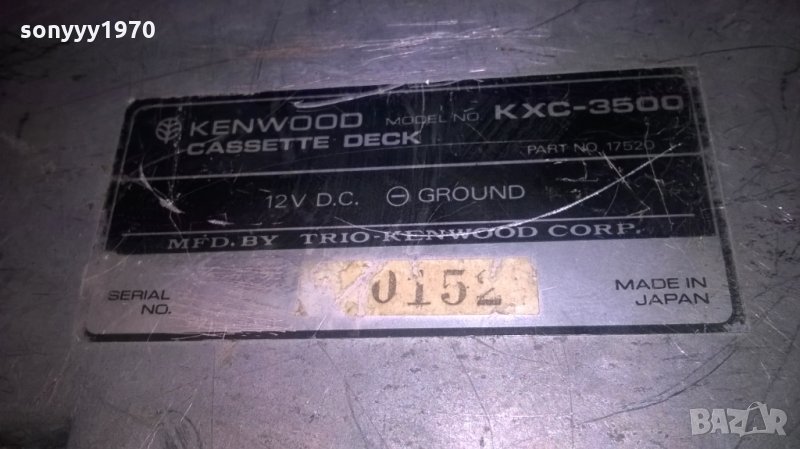 sonyyy1970
KENWOOD MODEL NO. KXC-3500
CASSETTE DECK PART NO. 17520
12V D.C. ⊖ GROUND
MFD. BY TRIO-KENWOOD CORP.
SERIAL NO. 0152 MADE IN JAPAN
BAZAR